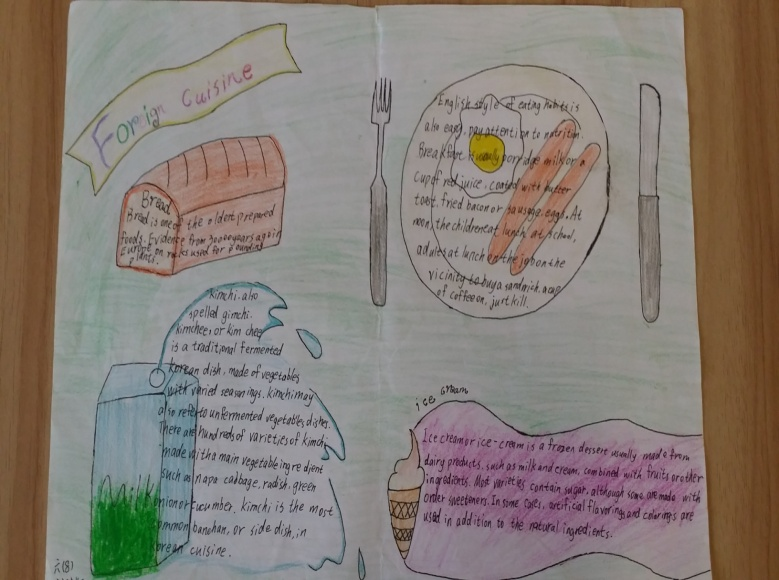 Foreign Cuisine
Bread
Bread is one of the oldest prepared
foods. Evidence from 30000 years ago in
Europe on rocks used for pounding
plants.
English style of eating habits is
also easy, pay attention to nutrition.
Breakfast is usually porridge milk or a
Cup of red juice, coated with butter
toast, fried bacon or sausage, eggs. At
noon, the children eat lunch at school,
adults at lunch on the job on the
vicinity to buy a sandwich, a cup
of coffee on, just kill.
Kimchi, also
spelled gimchi,
kimchee, or kim chee
is a traditional fermented
Korean dish, made of vegetables
with varied seasonings. kimchi may
also refer to unfermented vegetables dishes.
There are hundreds of varieties of kimchi
made with a main vegetable ingredient
such as napa cabbage, radish, green
onion or cucumber. kimchi is the most
common banchan, or side dish, in
orean cuisine.
ice cream
Ice cream or ice-cream is a frozen dessert usually made from
dairy products, such as milk and cream, combined with fruits or other
ingredients. Most varieties contain sugar, although some are made with
order sweeteners. In some cases, artificial flavorings and colorings are
used in addition to the natural ingredients.
六(8)